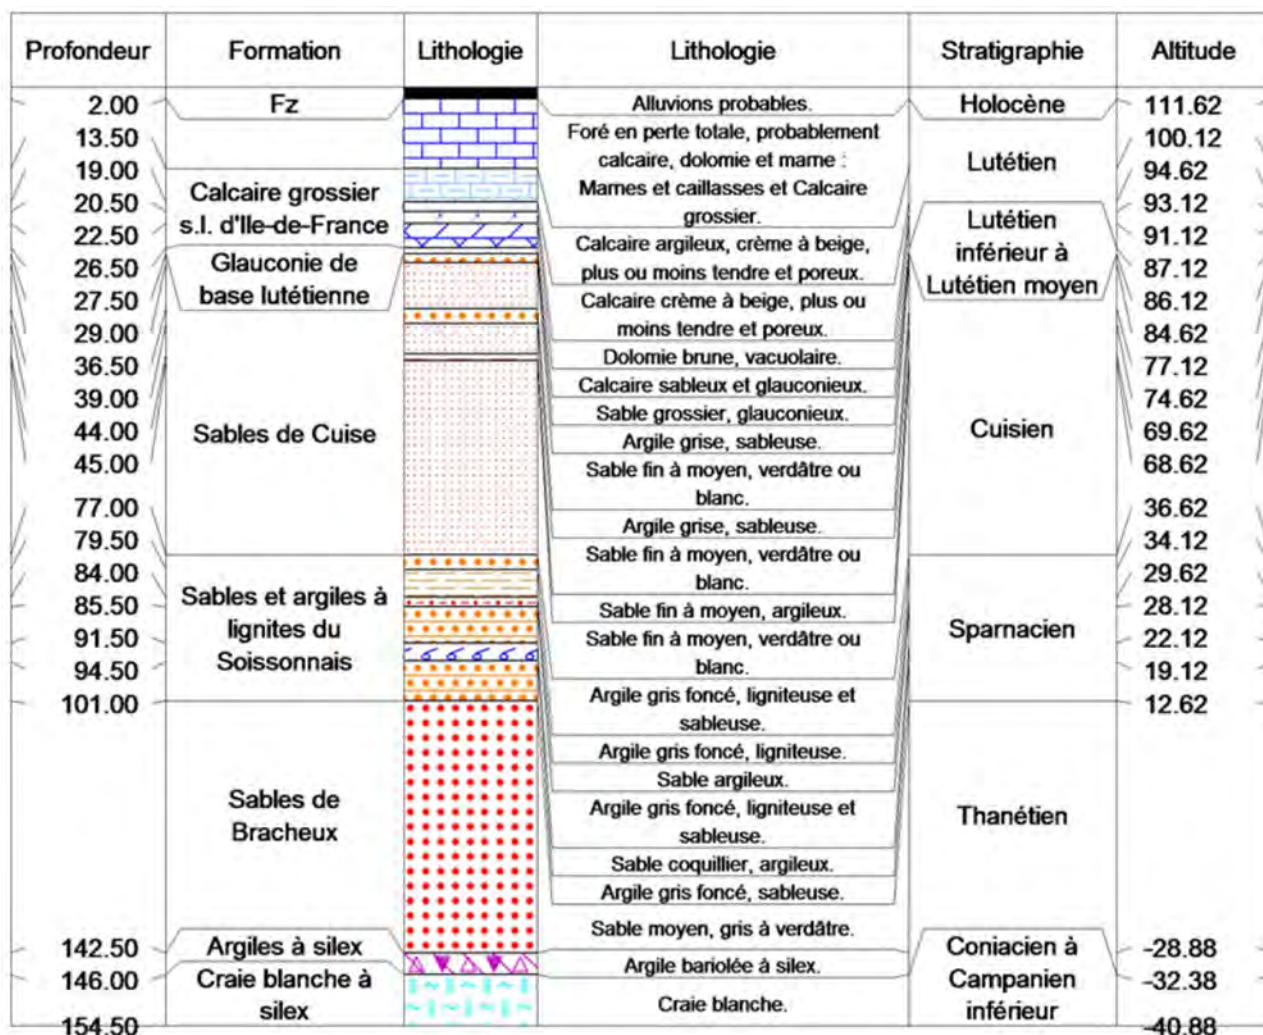 Profondeur
Formation
Lithologie
Lithologie
Stratigraphie
Altitude
2.00
13.50
19.00
20.50
22.50
26.50
27.50
29.00
36.50
39.00
44.00
45.00
77.00
79.50
84.00
85.50
91.50
94.50
101.00
142.50
146.00
154.50
Fz
Calcaire grossier
s.l. d'Ile-de-France
Glauconie de
base lutétienne
Sables de Cuise
Sables et argiles à
lignites du
Soissonnais
Sables de
Bracheux
Argiles à silex
Craie blanche à
silex
Alluvions probables.
Foré en perte totale, probablement
calcaire, dolomie et marne :
Marnes et caillasses et Calcaire
grossier.
Calcaire argileux, crème à beige,
plus ou moins tendre et poreux.
Calcaire crème à beige, plus ou
moins tendre et poreux.
Dolomie brune, vacuolaire.
Calcaire sableux et glauconieux.
Sable grossier, glauconieux.
Argile grise, sableuse.
Sable fin à moyen, verdâtre ou
blanc.
Argile grise, sableuse.
Sable fin à moyen, verdâtre ou
blanc.
Sable fin à moyen, argileux.
Sable fin à moyen, verdâtre ou
blanc.
Argile gris foncé, ligniteuse et
sableuse.
Argile gris foncé, ligniteuse.
Sable argileux.
Argile gris foncé, ligniteuse et
sableuse.
Sable coquillier, argileux.
Argile gris foncé, sableuse.
Sable moyen, gris à verdâtre.
Argile bariolée à silex.
Craie blanche.
Holocène
Lutétien
Lutétien
inférieur à
Lutétien moyen
Cuisien
Sparnacien
Thanétien
Coniacien à
Campanien
inférieur
111.62
100.12
94.62
93.12
91.12
87.12
86.12
84.62
77.12
74.62
69.62
68.62
36.62
34.12
29.62
28.12
22.12
19.12
12.62
-28.88
-32.38
-40.88